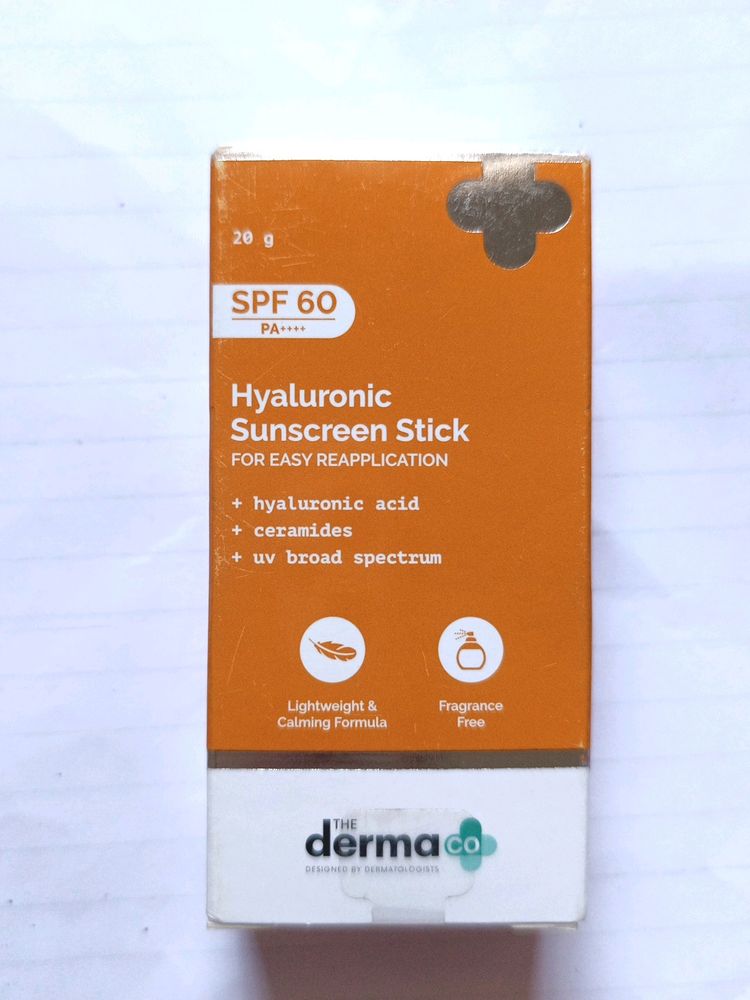 20 g
SPF 60
PA++++
Hyaluronic
Sunscreen Stick
FOR EASY REAPPLICATION
+ hyaluronic acid
+ ceramides
+ uv broad spectrum
Lightweight &
Calming Formula
Fragrance
Free
THE
derma co
DESIGNED BY DERMATOLOGISTS